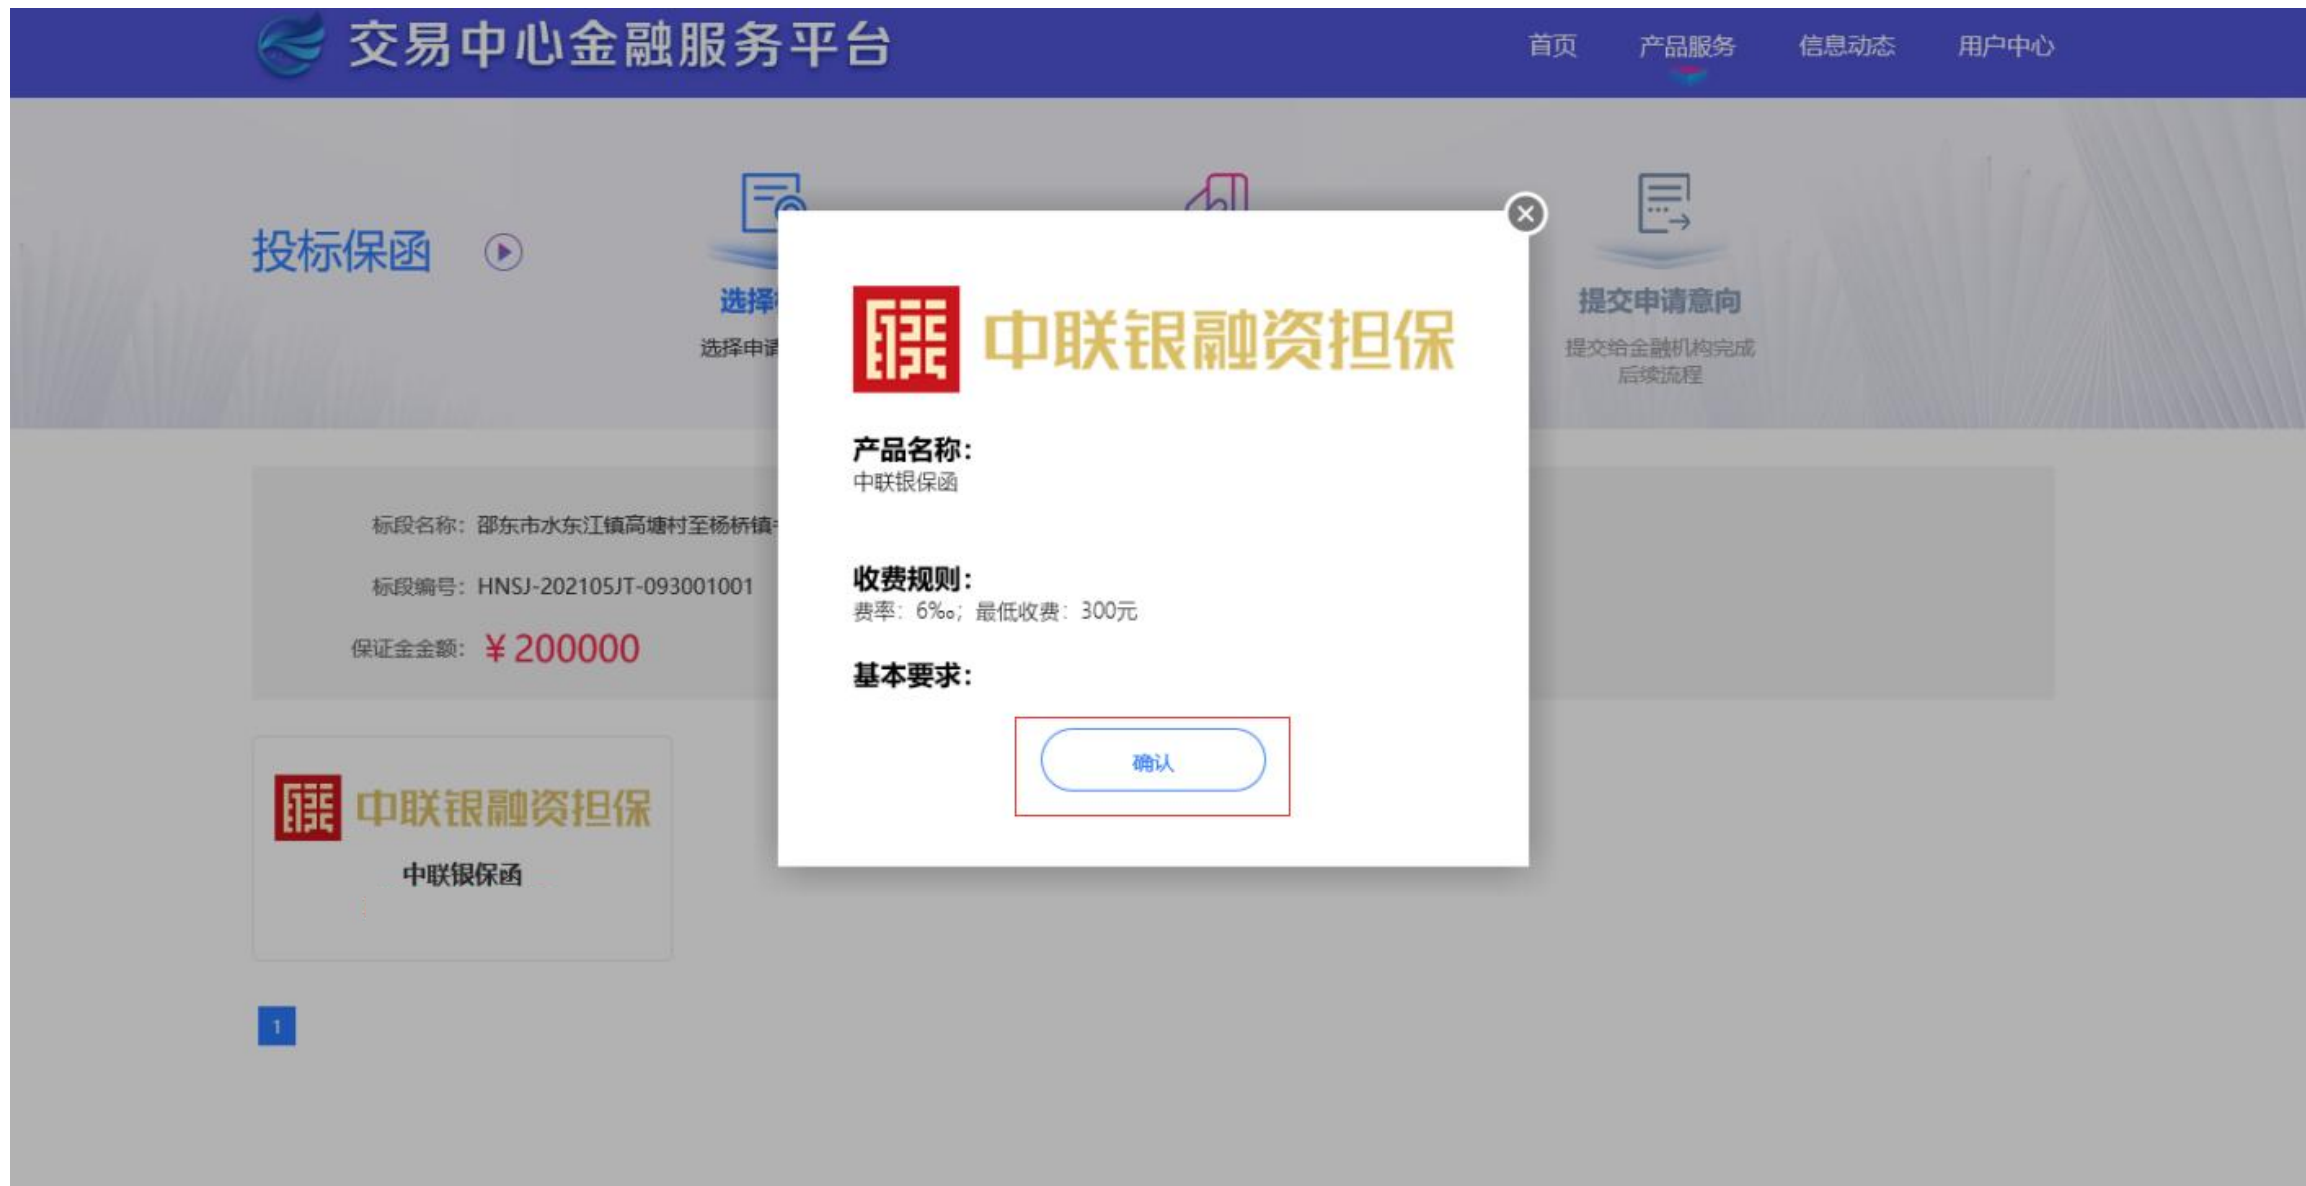 交易中心金融服务平台
首页 产品服务 信息动态 用户中心
投标保函
选择
选择申请
提交申请意向
提交给金融机构完成
后续流程
标段名称：邵东市水东江镇高塘村至杨桥镇
标段编号：HNSJ-202105JT-093001001
保证金金额：￥200000
中联银融资担保
中联银保函
1
中联银融资担保
产品名称：
中联银保函
收费规则：
费率：6‰；最低收费：300元
基本要求：
确认